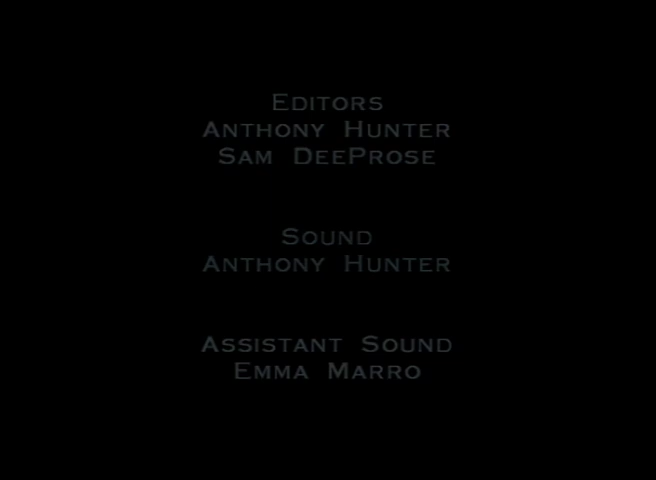 Editors
Anthony Hunter
Sam DeeProse
Sound
Anthony Hunter
Assistant Sound
Emma Marro